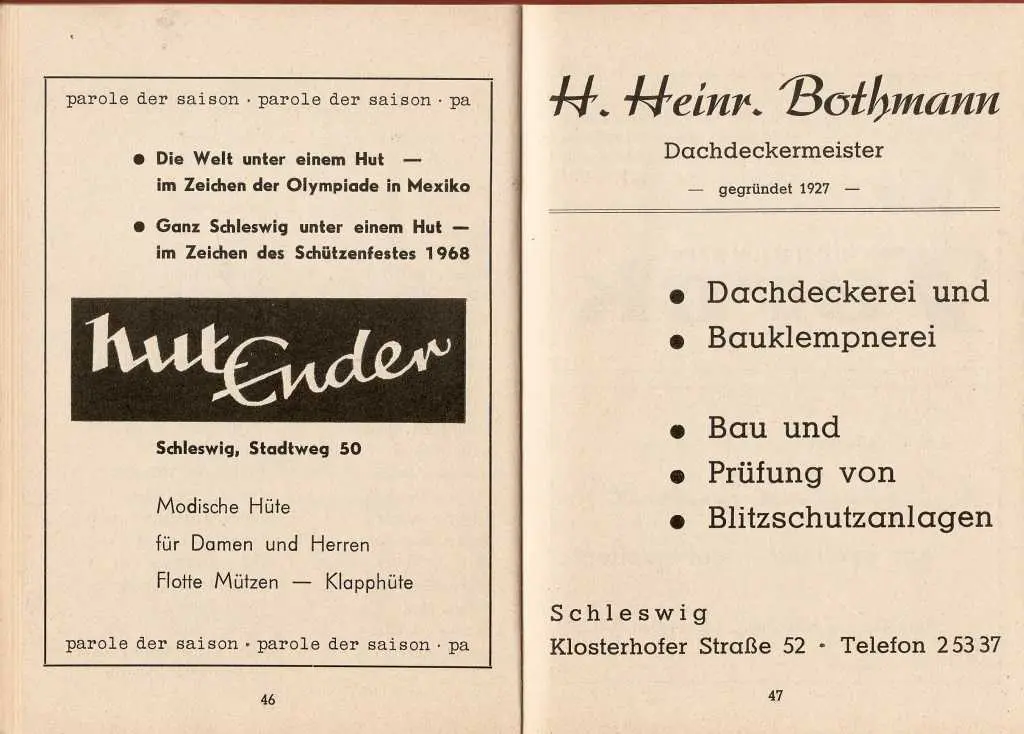 parole der saison · parole der saison · pa
● Die Welt unter einem Hut —
im Zeichen der Olympiade in Mexiko
● Ganz Schleswig unter einem Hut —
im Zeichen des Schützenfestes 1968
hut Ender
Schleswig, Stadtweg 50
Modische Hüte
für Damen und Herren
Flotte Mützen — Klapphüte
parole der saison · parole der saison · pa
46
H. Heinr. Bothmann
Dachdeckermeister
— gegründet 1927 —
● Dachdeckerei und
● Bauklempnerei
● Bau und
● Prüfung von
● Blitzschutzanlagen
Schleswig
Klosterhofer Straße 52 · Telefon 2 53 37
47